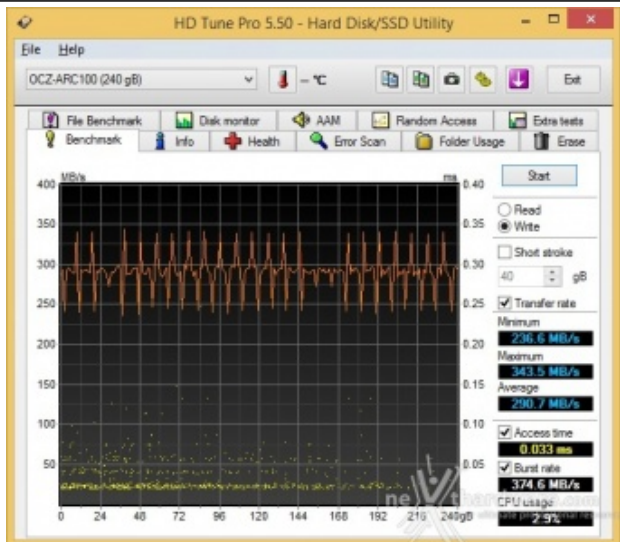 HD Tune Pro 5.50 - Hard Disk/SSD Utility
File Help
OCZ-ARC100 (240 gB)
– °C
Exit
File Benchmark
Disk monitor
AAM
Random Access
Extra tests
Benchmark
Info
Health
Error Scan
Folder Usage
Erase
MB/s
ms
400
350
300
250
200
150
100
50
0.40
0.35
0.30
0.25
0.20
0.15
0.10
0.05
0 24 48 72 96 120 144 168 192 216 240gB
Start
Read
Write
Short stroke
40 gB
Transfer rate
Minimum
236.6 MB/s
Maximum
343.5 MB/s
Average
290.7 MB/s
Access time
0.033 ms
Burst rate
374.6 MB/s
CPU usage
2.9%